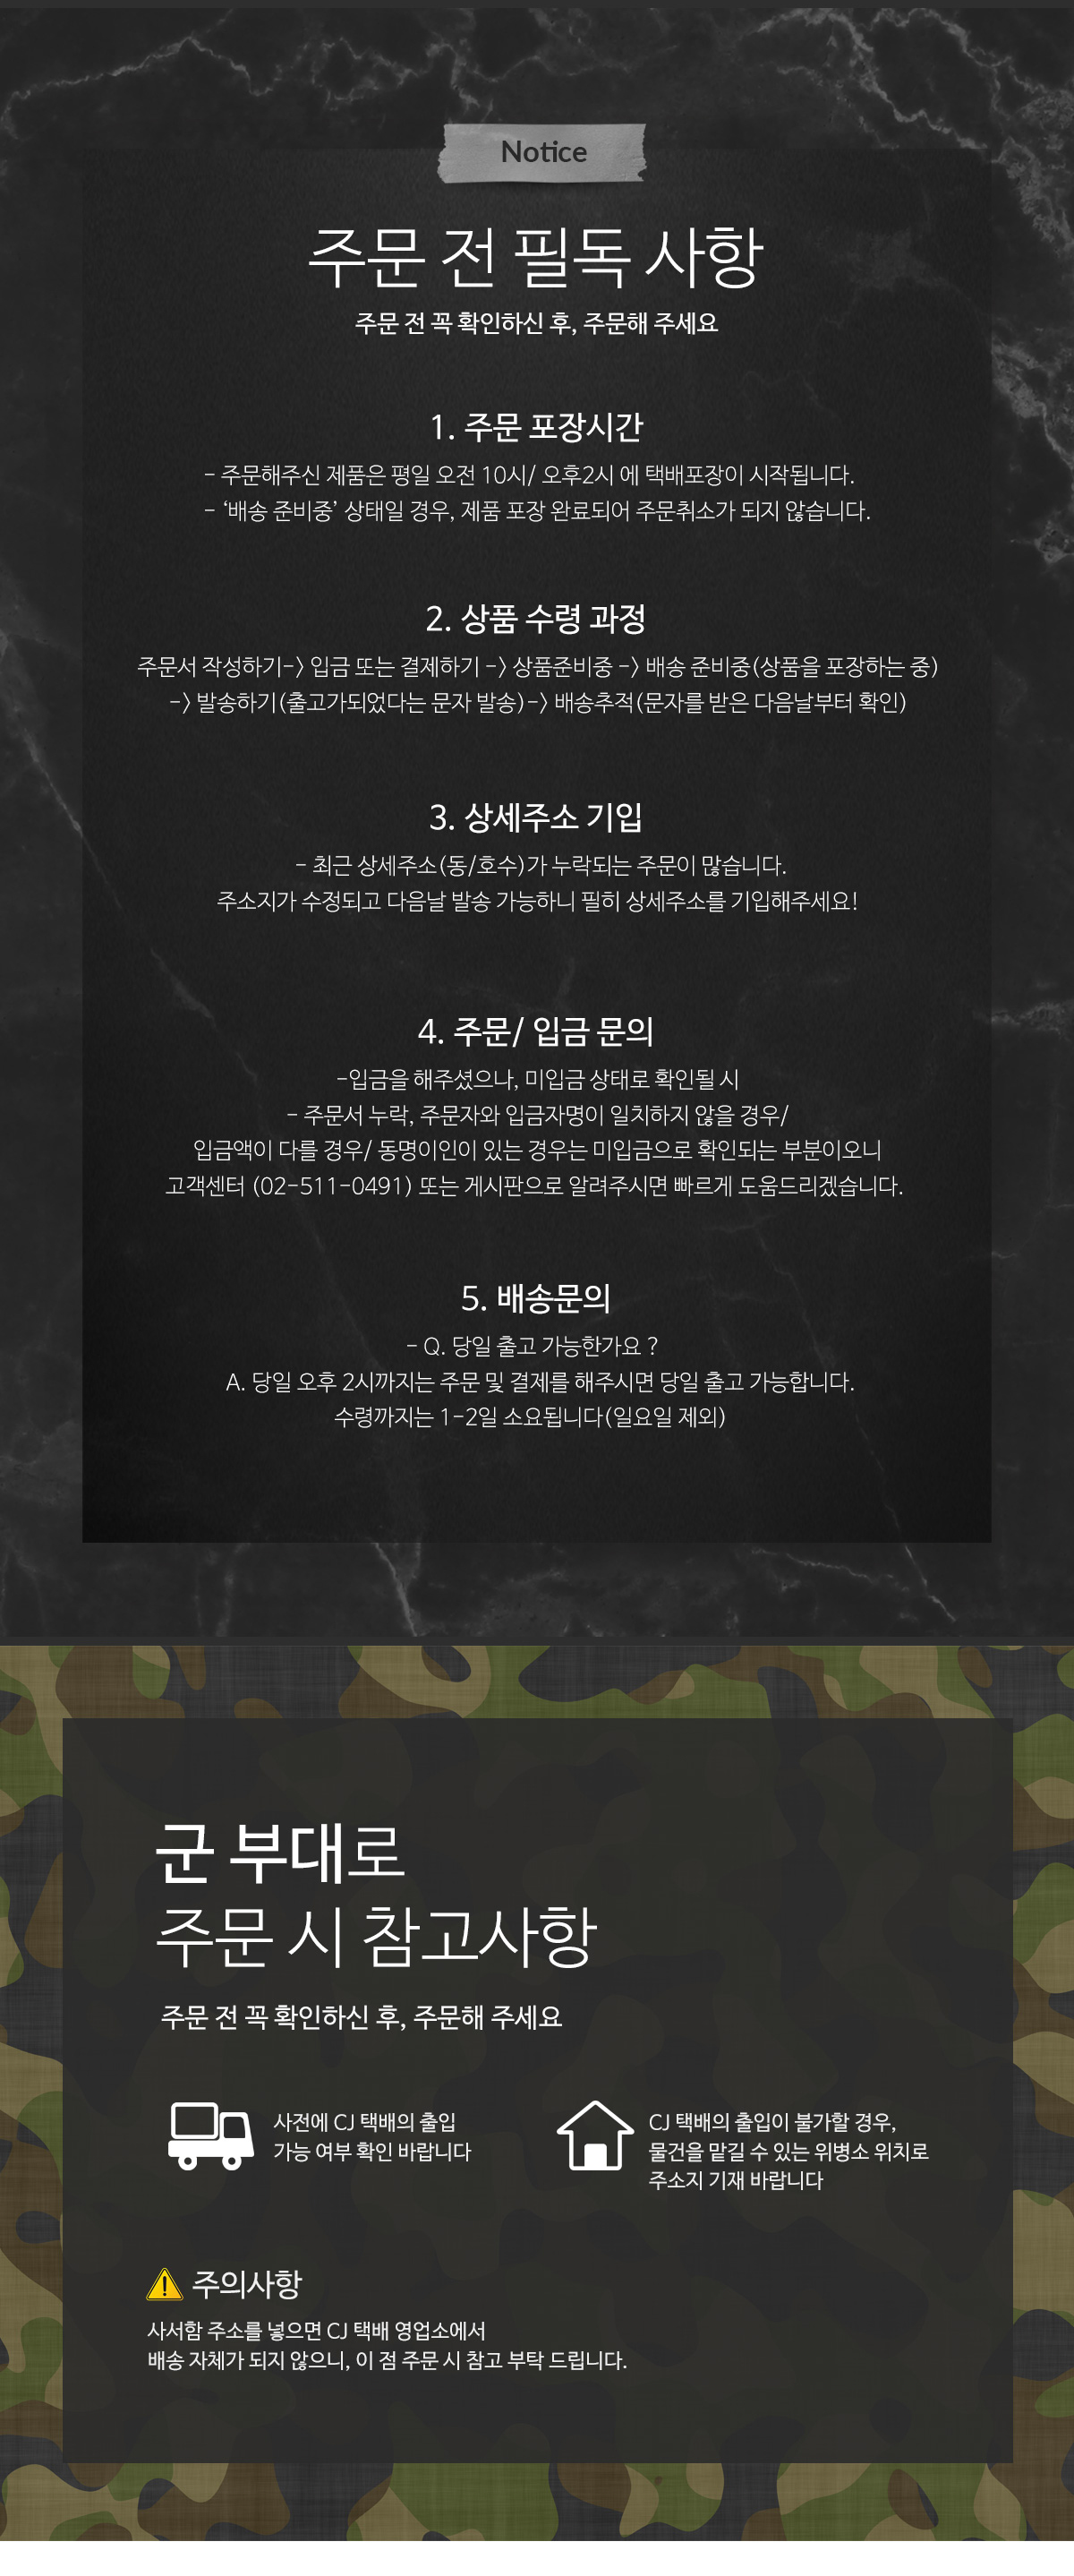 Notice
주문 전 필독 사항
주문 전 꼭 확인하신 후, 주문해 주세요
1. 주문 포장시간
- 주문해주신 제품은 평일 오전 10시/ 오후2시 에 택배포장이 시작됩니다.
- ‘배송 준비중’ 상태일 경우, 제품 포장 완료되어 주문취소가 되지 않습니다.
2. 상품 수령 과정
주문서 작성하기-> 입금 또는 결제하기 -> 상품준비중 -> 배송 준비중(상품을 포장하는 중)
-> 발송하기(출고가되었다는 문자 발송)-> 배송추적(문자를 받은 다음날부터 확인)
3. 상세주소 기입
- 최근 상세주소(동/호수)가 누락되는 주문이 많습니다.
주소지가 수정되고 다음날 발송 가능하니 필히 상세주소를 기입해주세요!
4. 주문/ 입금 문의
-입금을 해주셨으나, 미입금 상태로 확인될 시
- 주문서 누락, 주문자와 입금자명이 일치하지 않을 경우/
입금액이 다를 경우/ 동명이인이 있는 경우는 미입금으로 확인되는 부분이오니
고객센터 (02-511-0491) 또는 게시판으로 알려주시면 빠르게 도움드리겠습니다.
5. 배송문의
- Q. 당일 출고 가능한가요 ?
A. 당일 오후 2시까지는 주문 및 결제를 해주시면 당일 출고 가능합니다.
수령까지는 1-2일 소요됩니다(일요일 제외)
군 부대로
주문 시 참고사항
주문 전 꼭 확인하신 후, 주문해 주세요
사전에 CJ 택배의 출입
가능 여부 확인 바랍니다
CJ 택배의 출입이 불가할 경우,
물건을 맡길 수 있는 위병소 위치로
주소지 기재 바랍니다
주의사항
사서함 주소를 넣으면 CJ 택배 영업소에서
배송 자체가 되지 않으니, 이 점 주문 시 참고 부탁 드립니다.